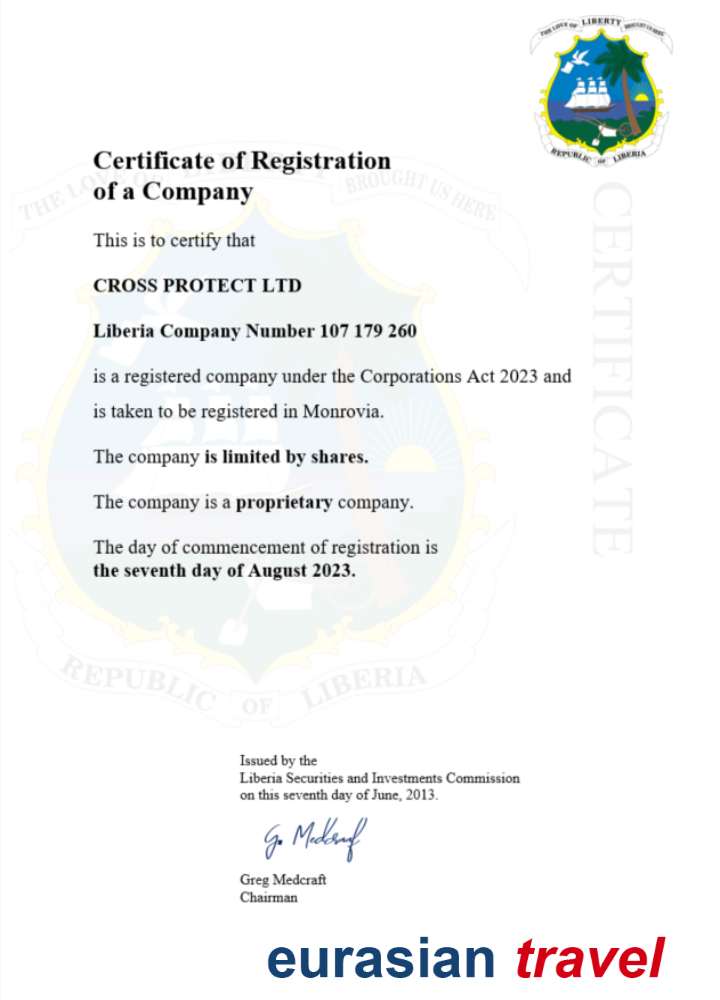 THE LOVE OF LIBERTY BROUGHT US HERE
REPUBLIC OF LIBERIA
CERTIFICATE
Certificate of Registration
of a Company
This is to certify that
CROSS PROTECT LTD
Liberia Company Number 107 179 260
is a registered company under the Corporations Act 2023 and
is taken to be registered in Monrovia.
The company is limited by shares.
The company is a proprietary company.
The day of commencement of registration is
the seventh day of August 2023.
THE LOVE OF LIBERTY BROUGHT US HERE
REPUBLIC OF LIBERIA
Issued by the
Liberia Securities and Investments Commission
on this seventh day of June, 2013.
G. Medcraf
Greg Medcraft
Chairman
eurasian travel